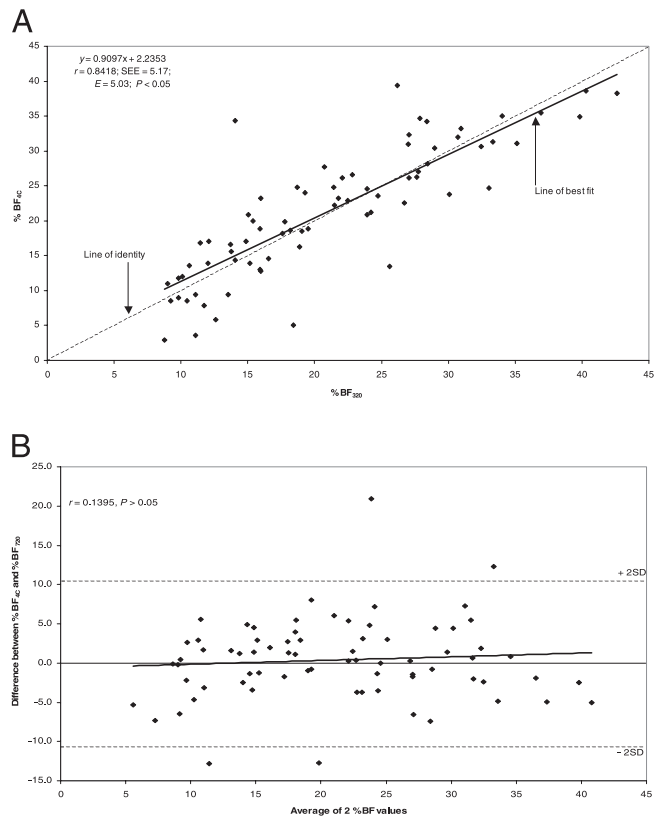 A
y = 0.9097x + 2.2353
r = 0.8418; SEE = 5.17;
E = 5.03; P < 0.05
% BF4C
45
40
35
30
25
20
15
10
5
0
Line of identity
Line of best fit
0 5 10 15 20 25 30 35 40 45
%BF320
B
r = 0.1395, P > 0.05
Difference between %BF4C and %BF720
25.0
20.0
15.0
10.0
5.0
0.0
−5.0
−10.0
−15.0
+ 2SD
− 2SD
0 5 10 15 20 25 30 35 40 45
Average of 2 %BF values